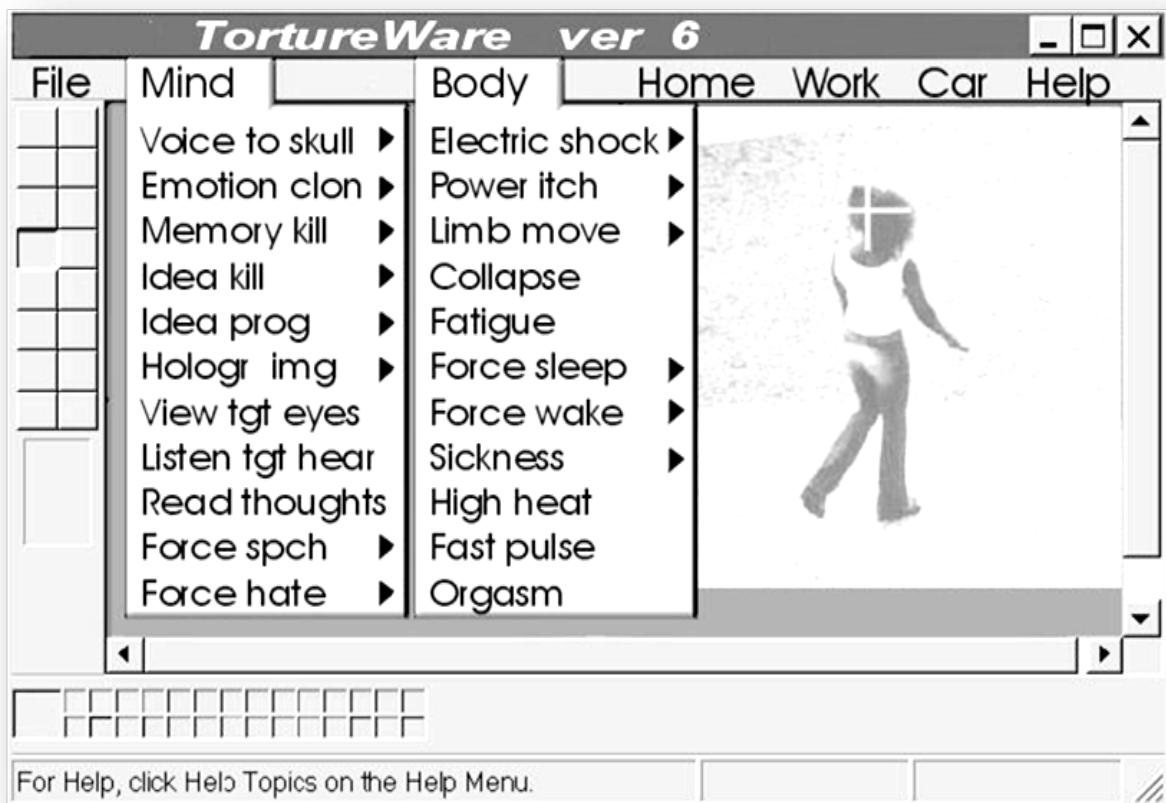 TortureWare ver 6
File Mind Body Home Work Car Help
Voice to skull
Emotion clon
Memory kill
Idea kill
Idea prog
Hologr img
View tgt eyes
Listen tgt hear
Read thoughts
Force spch
Force hate
Electric shock
Power itch
Limb move
Collapse
Fatigue
Force sleep
Force wake
Sickness
High heat
Fast pulse
Orgasm
For Help, click Help Topics on the Help Menu.